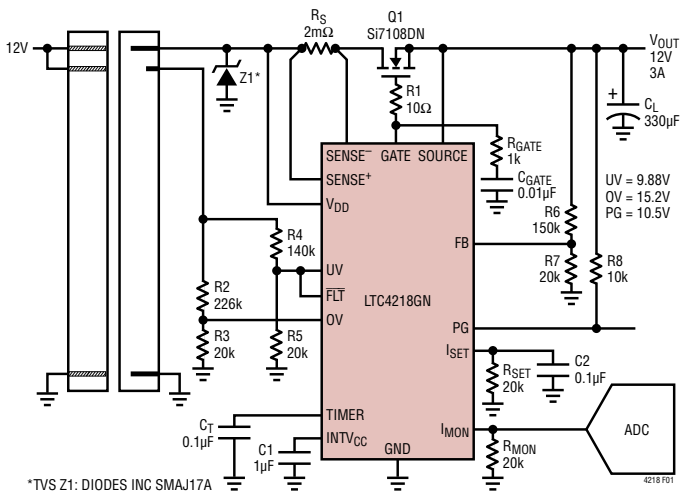 12V
Z1*
RS
2mΩ
Q1
Si7108DN
R1
10Ω
VOUT
12V
3A
+
CL
330µF
RGATE
1k
CGATE
0.01µF
UV = 9.88V
OV = 15.2V
PG = 10.5V
SENSE– GATE SOURCE
SENSE+
VDD
R4
140k
R6
150k
FB
R7
20k
R8
10k
UV
FLT
LTC4218GN
R2
226k
OV
R3
20k
R5
20k
PG
ISET
RSET
20k
C2
0.1µF
TIMER
CT
0.1µF
INTVCC
C1
1µF
GND
IMON
RMON
20k
ADC
*TVS Z1: DIODES INC SMAJ17A
4218 F01